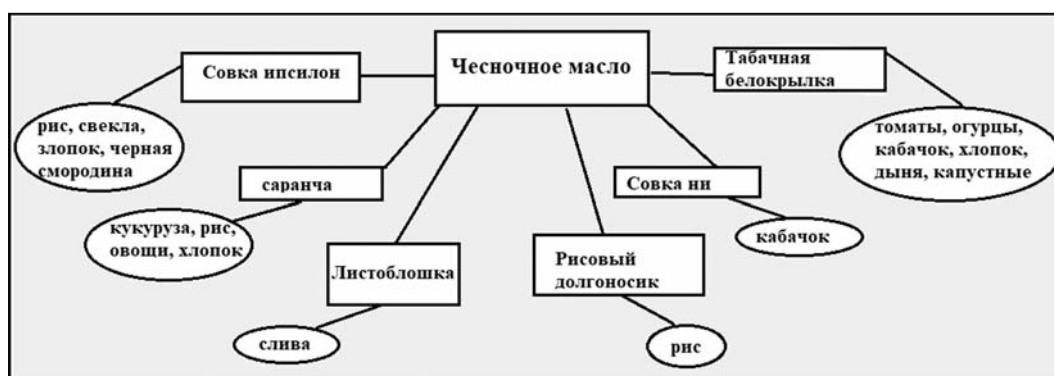 Чесночное масло
Совка ипсилон
Табачная
белокрылка
рис, свекла,
злопок, черная
смородина
томаты, огурцы,
кабачок, хлопок,
дыня, капустные
саранча
Совка ни
кукуруза, рис,
овощи, хлопок
кабачок
Листоблошка
Рисовый
долгоносик
слива
рис